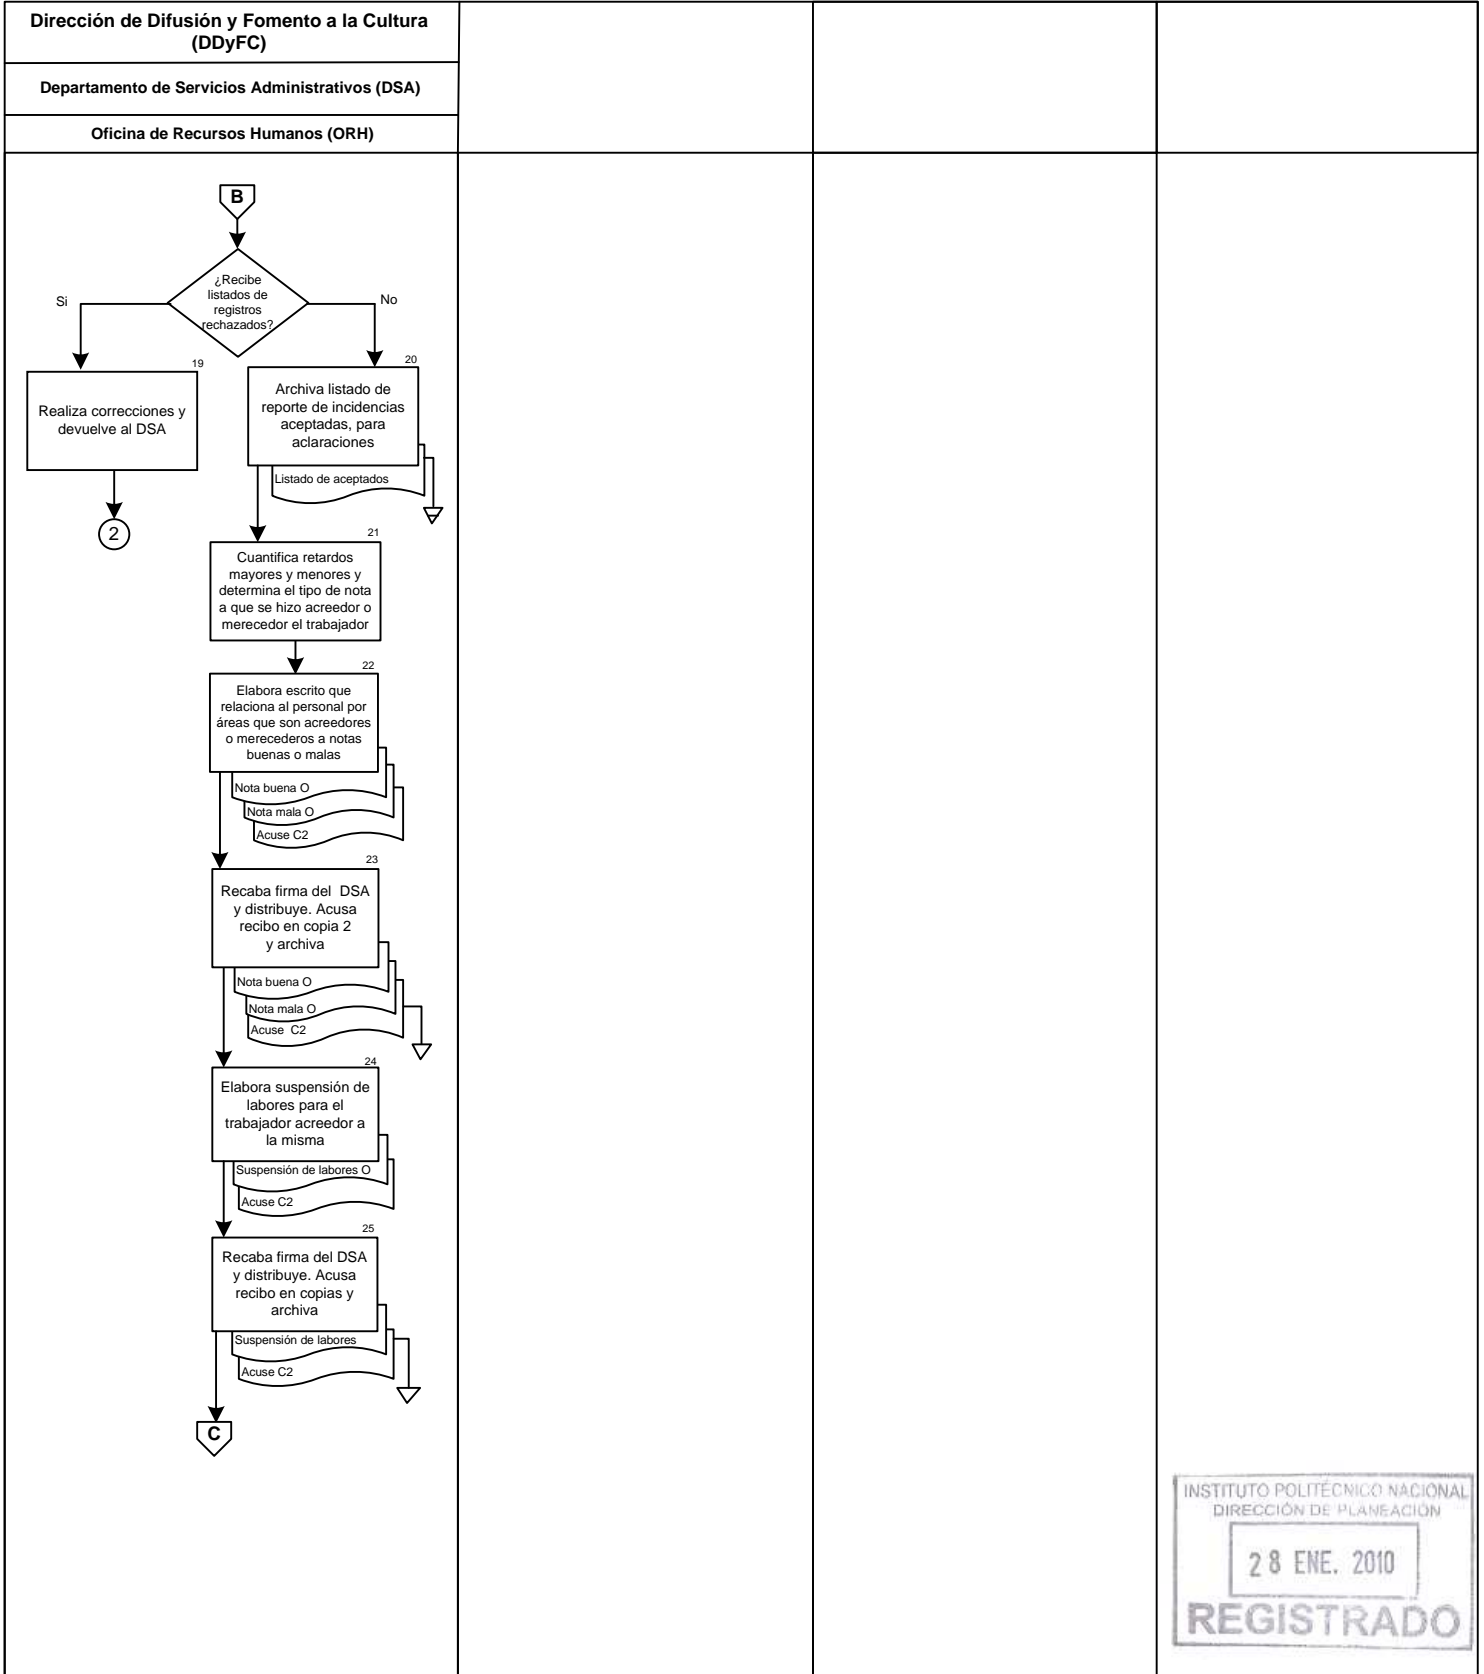 Dirección de Difusión y Fomento a la Cultura
(DDyFC)
Departamento de Servicios Administrativos (DSA)
Oficina de Recursos Humanos (ORH)
B
¿Recibe
listados de
registros
rechazados?
Si
No
19
Realiza correcciones y
devuelve al DSA
2
20
Archiva listado de
reporte de incidencias
aceptadas, para
aclaraciones
Listado de aceptados
21
Cuantifica retardos
mayores y menores y
determina el tipo de nota
a que se hizo acreedor o
merecedor el trabajador
22
Elabora escrito que
relaciona al personal por
áreas que son acreedores
o merecederos a notas
buenas o malas
Nota buena O
Nota mala O
Acuse C2
23
Recaba firma del DSA
y distribuye. Acusa
recibo en copia 2
y archiva
Nota buena O
Nota mala O
Acuse C2
24
Elabora suspensión de
labores para el
trabajador acreedor a
la misma
Suspensión de labores O
Acuse C2
25
Recaba firma del DSA
y distribuye. Acusa
recibo en copias y
archiva
Suspensión de labores
Acuse C2
C
INSTITUTO POLITÉCNICO NACIONAL
DIRECCIÓN DE PLANEACIÓN
28 ENE. 2010
REGISTRADO